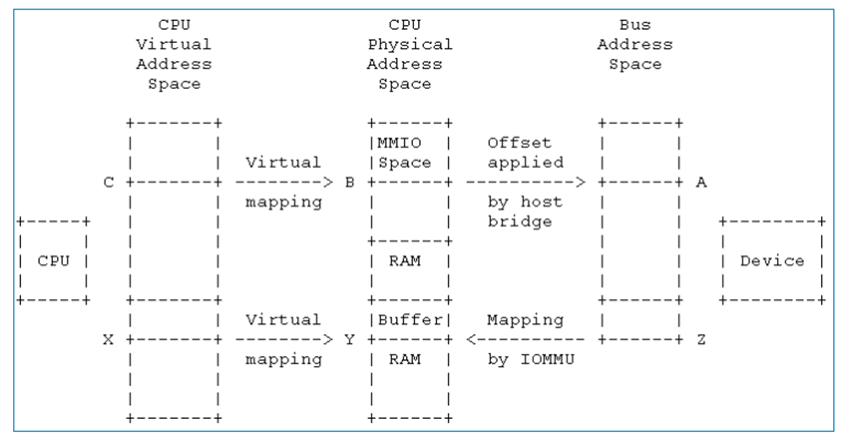 CPU CPU Bus
Virtual Physical Address
Address Address Space
Space Space
MMIO Offset
Virtual Space applied
C B A
mapping by host
bridge
CPU RAM Device
Virtual Buffer Mapping
X Y Z
mapping RAM by IOMMU